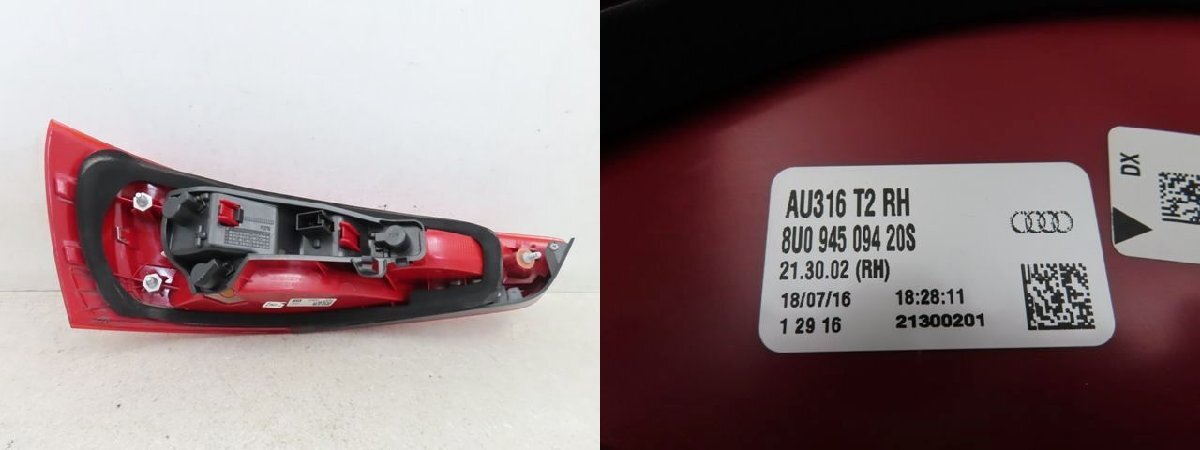 AU316 T2 RH
8U0 945 094 20S
21.30.02 (RH)
18/07/16 18:28:11
1 29 16 21300201
DX